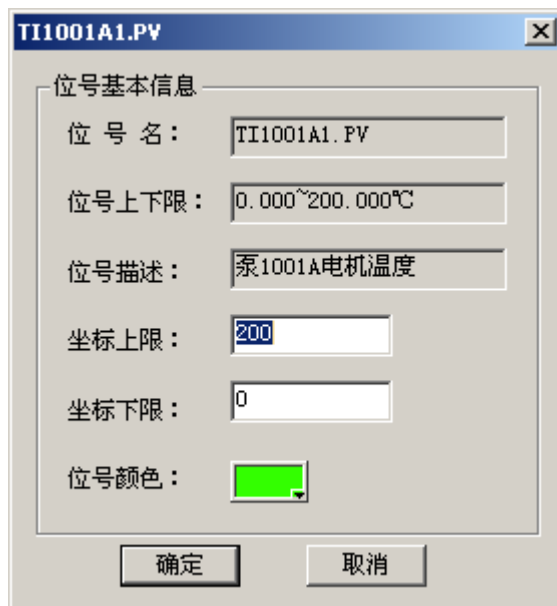 TI1001A1.PV
位号基本信息
位 号 名： TI1001A1.PV
位号上下限： 0.000~200.000℃
位号描述： 泵1001A电机温度
坐标上限： 200
坐标下限： 0
位号颜色：
确定 取消